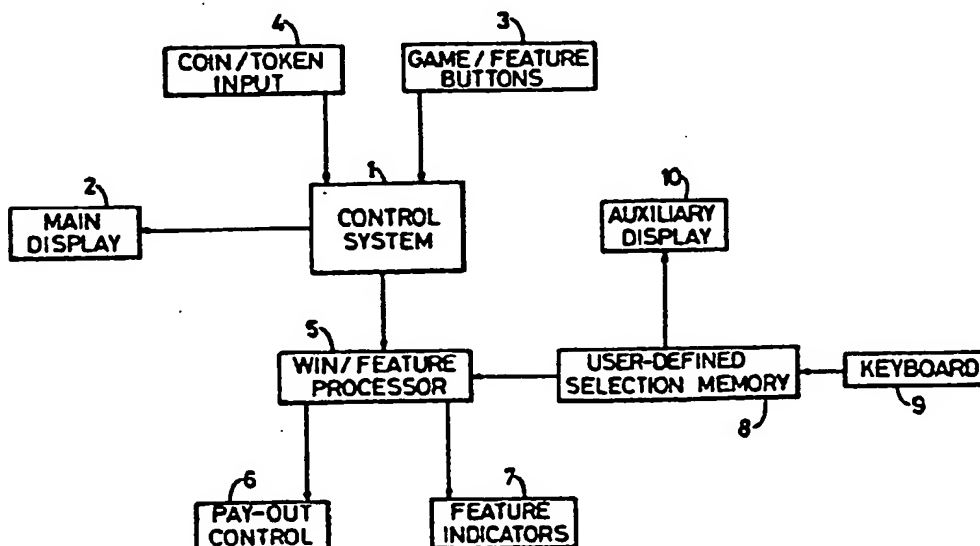 4
COIN/TOKEN
INPUT
3
GAME/FEATURE
BUTTONS
1
CONTROL
SYSTEM
2
MAIN
DISPLAY
10
AUXILIARY
DISPLAY
5
WIN/FEATURE
PROCESSOR
USER-DEFINED
SELECTION MEMORY
8
KEYBOARD
9
6
PAY-OUT
CONTROL
7
FEATURE
INDICATORS